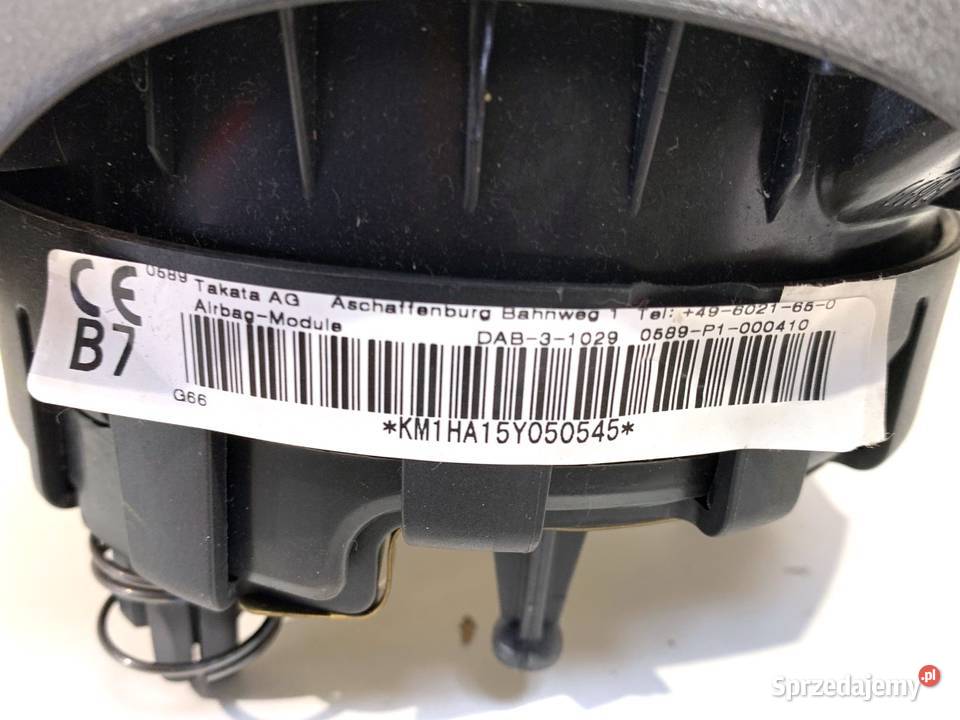 CE 0589 Takata AG Aschaffenburg Bahnweg 1 Tel: +49-6021-65-0
B7 Airbag-Module DAB-3-1029 0589-P1-000410
G66
*KM1HA15Y050545*
Sprzedajemy.pl